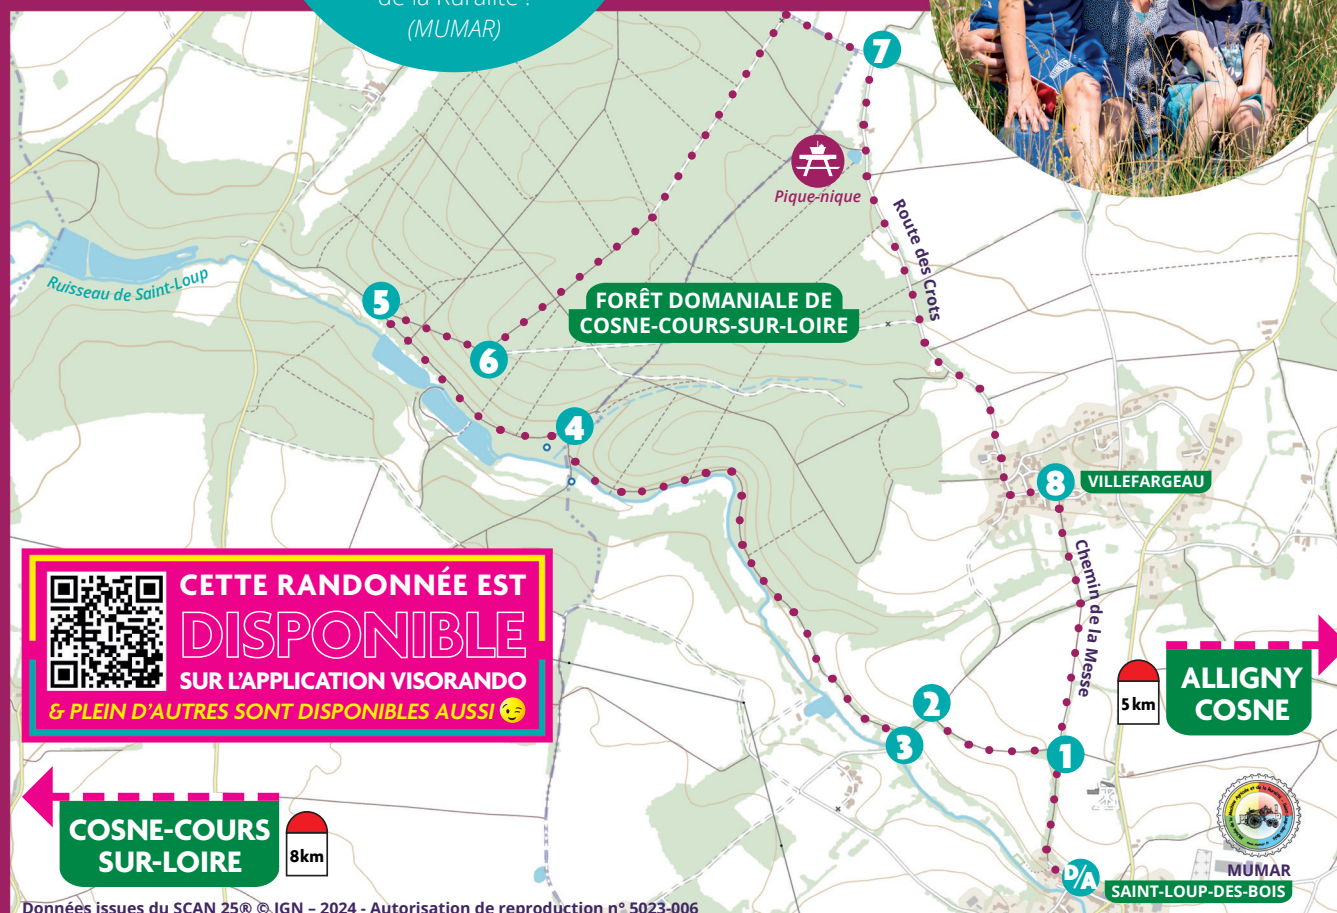 de la Ruralité !
(MUMAR)
7
Pique-nique
Route des Crots
Ruisseau de Saint-Loup
5
FORÊT DOMANIALE DE
COSNE-COURS-SUR-LOIRE
6
4
8
VILLEFARGEAU
Chemin de la Messe
CETTE RANDONNÉE EST
DISPONIBLE
SUR L'APPLICATION VISORANDO
& PLEIN D'AUTRES SONT DISPONIBLES AUSSI
2
3
1
5 km
ALLIGNY
COSNE
COSNE-COURS
SUR-LOIRE
8km
D/A
MUMAR
SAINT-LOUP-DES-BOIS
Données issues du SCAN 25® © IGN – 2024 - Autorisation de reproduction n° 5023-006